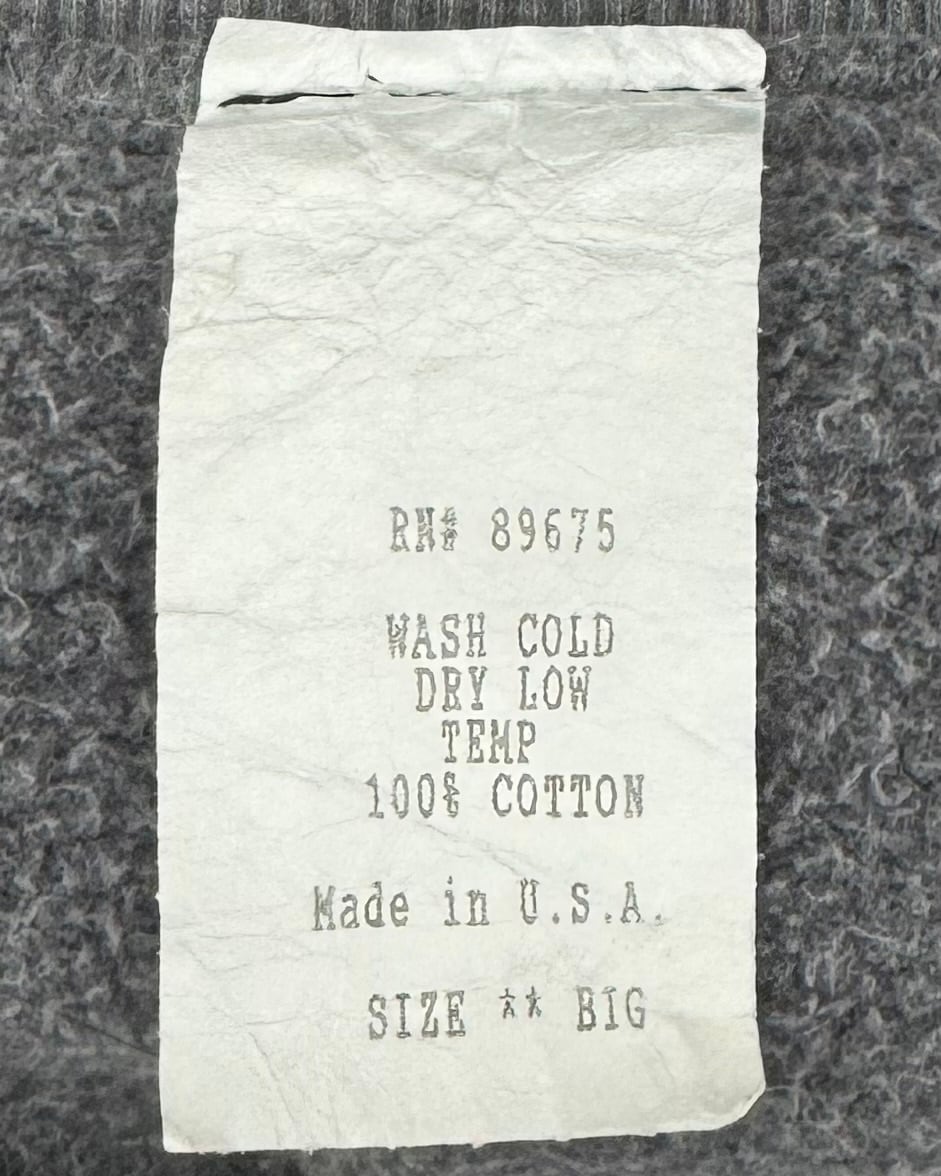 RN# 89675
WASH COLD
DRY LOW
TEMP
100% COTTON
Made in U.S.A.
SIZE ** BIG